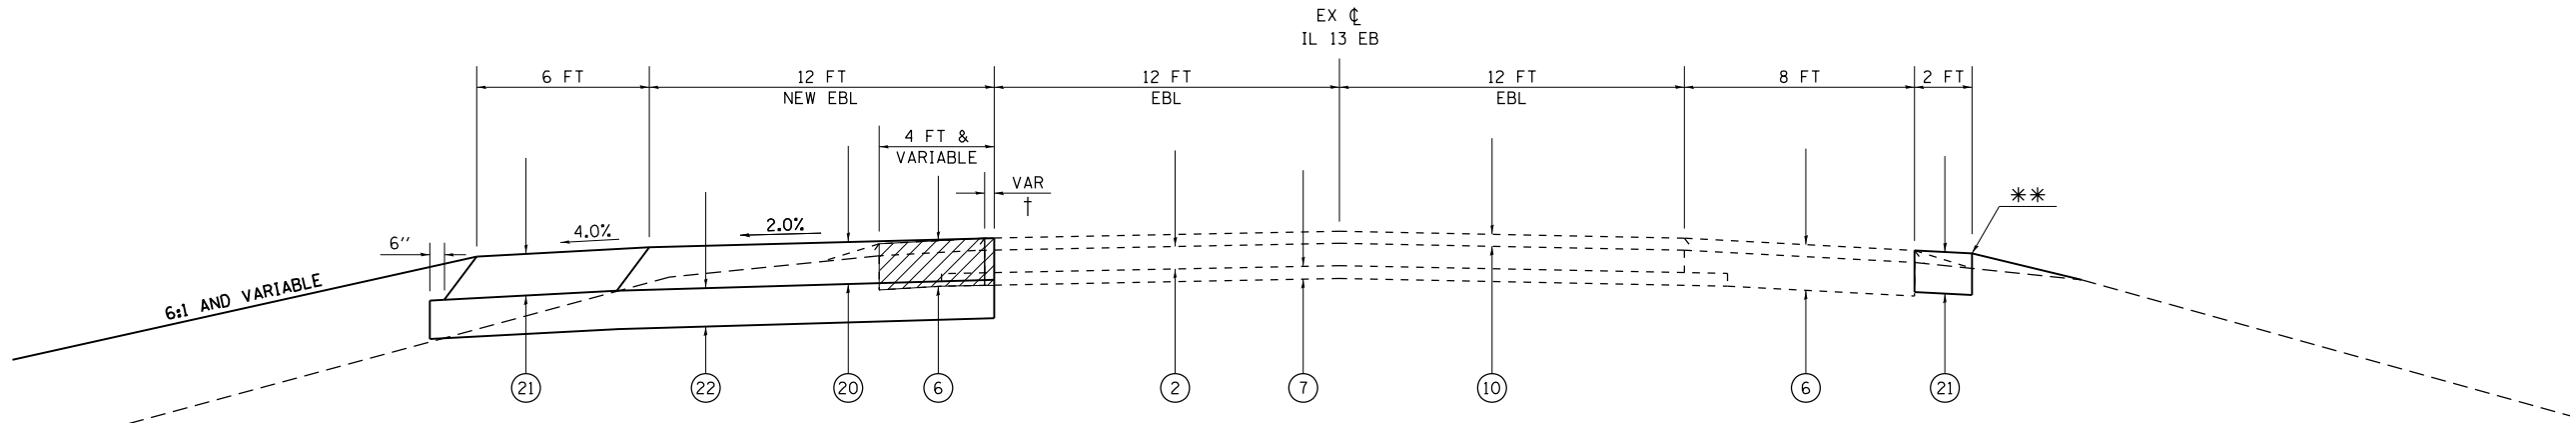 EX ℄
IL 13 EB
6 FT
12 FT
12 FT
12 FT
8 FT
2 FT
NEW EBL
EBL
EBL
4 FT &
VARIABLE
VAR
†
**
6''
4.0%
2.0%
6:1 AND VARIABLE
21
22
20
6
2
7
10
6
21